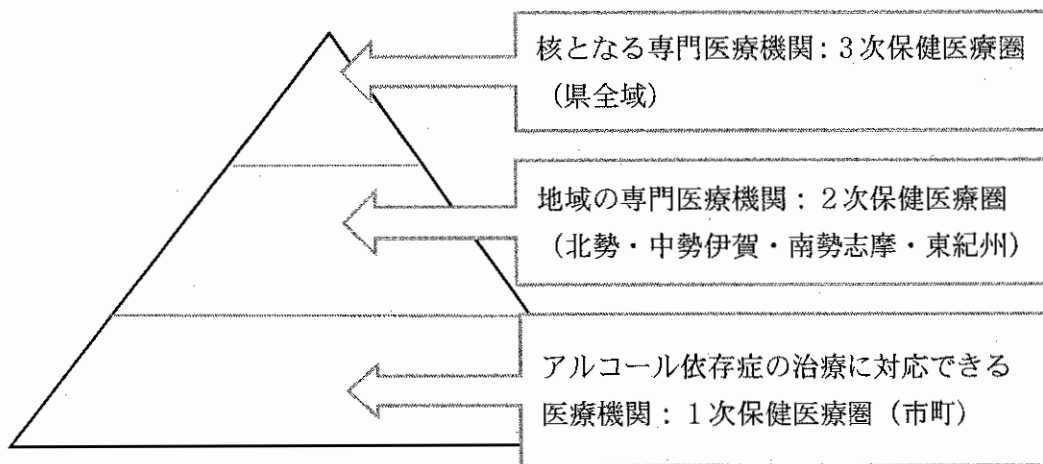 核となる専門医療機関：３次保健医療圏
（県全域）
地域の専門医療機関：２次保健医療圏
（北勢・中勢伊賀・南勢志摩・東紀州）
アルコール依存症の治療に対応できる
医療機関：１次保健医療圏（市町）